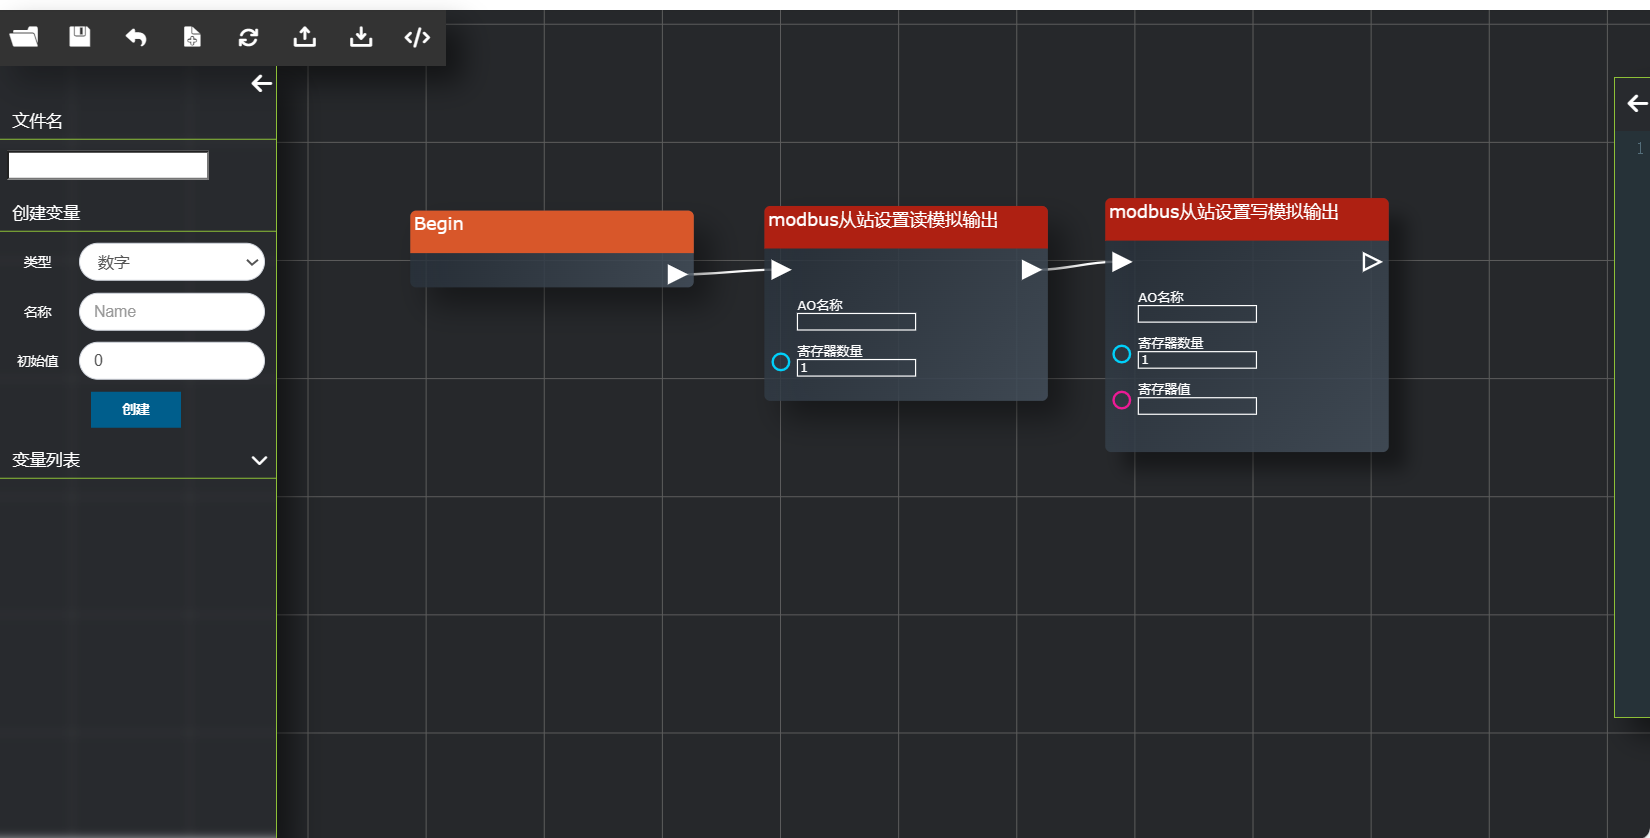 文件名
创建变量
类型
数字
名称
Name
初始值
0
创建
变量列表
Begin
modbus从站设置读模拟输出
AO名称
寄存器数量
1
modbus从站设置写模拟输出
AO名称
寄存器数量
1
寄存器值
1